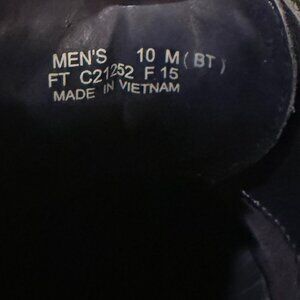 MEN'S 10 M (BT)
FT C21252 F 15
MADE IN VIETNAM